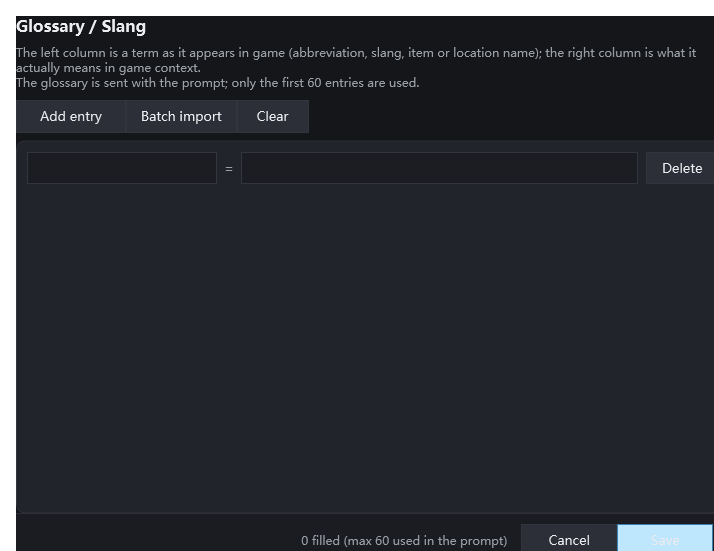 Glossary / Slang
The left column is a term as it appears in game (abbreviation, slang, item or location name); the right column is what it
actually means in game context.
The glossary is sent with the prompt; only the first 60 entries are used.
Add entry Batch import Clear
= Delete
0 filled (max 60 used in the prompt) Cancel Save